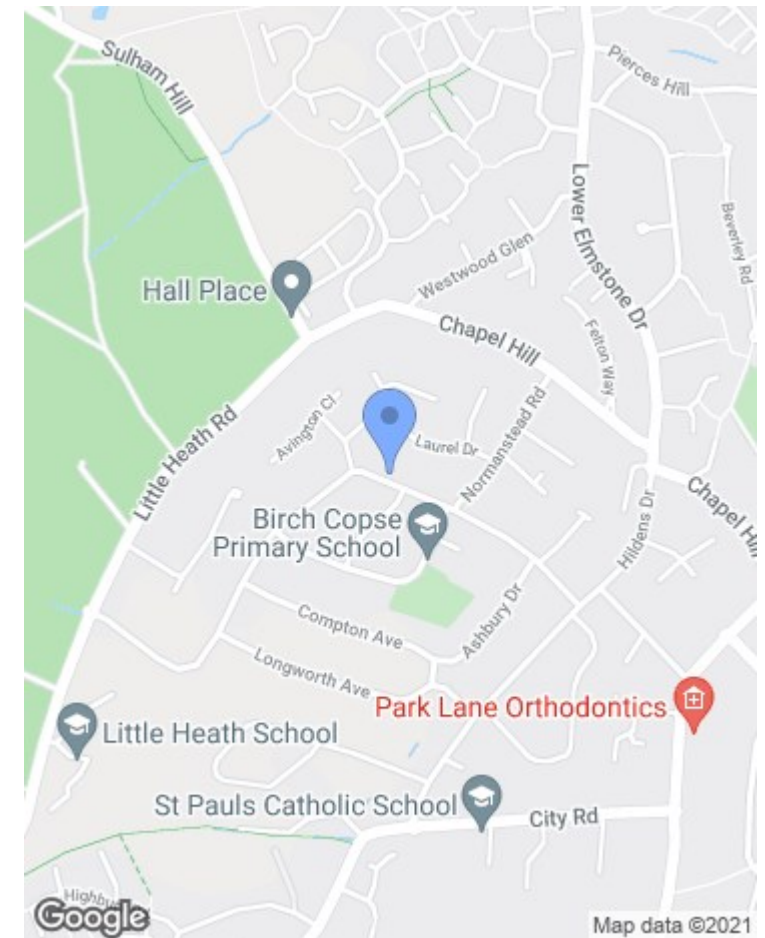 Sulham Hill
Pierces Hill
Lower Elmstone Dr
Beverley Rd
Westwood Glen
Hall Place
Chapel Hill
Felton Way
Little Heath Rd
Avington Cl
Laurel Dr
Normanstead Rd
Birch Copse
Primary School
Hildens Dr
Chapel Hil
Ashbury Dr
Compton Ave
Longworth Ave
Park Lane Orthodontics
Little Heath School
St Pauls Catholic School
City Rd
Google
Map data ©2021